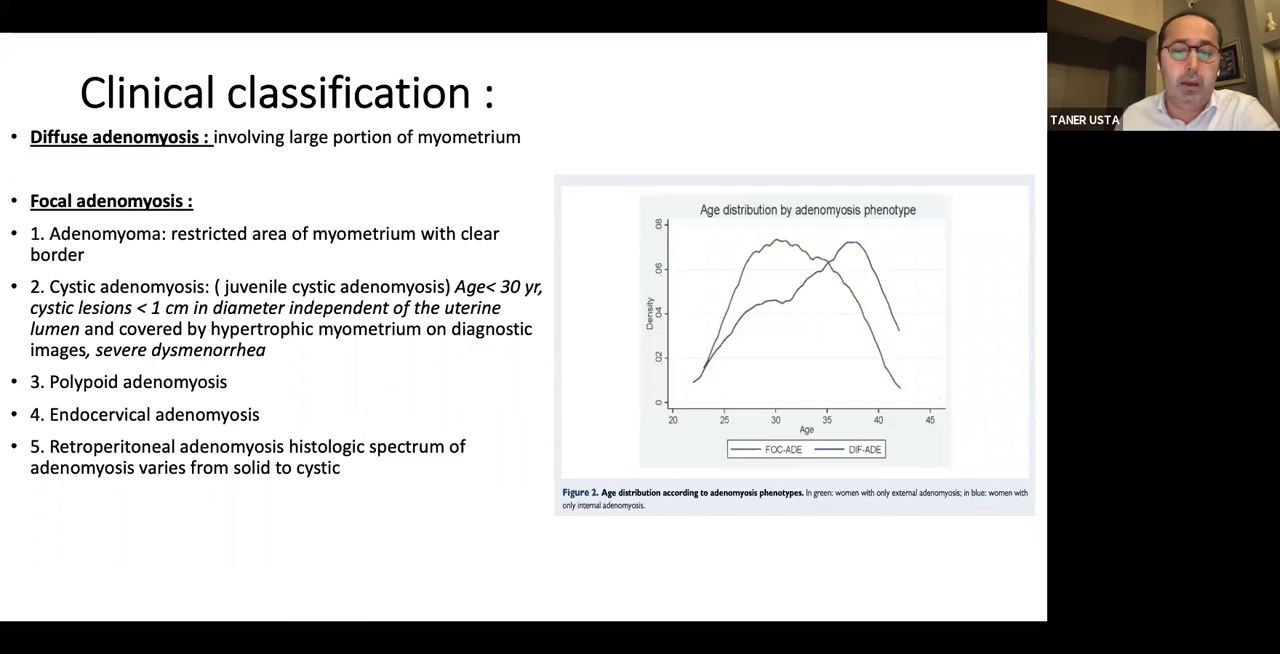 Clinical classification :
• Diffuse adenomyosis : involving large portion of myometrium
• Focal adenomyosis :
• 1. Adenomyoma: restricted area of myometrium with clear
border
• 2. Cystic adenomyosis: ( juvenile cystic adenomyosis) Age< 30 yr,
cystic lesions < 1 cm in diameter independent of the uterine
lumen and covered by hypertrophic myometrium on diagnostic
images, severe dysmenorrhea
• 3. Polypoid adenomyosis
• 4. Endocervical adenomyosis
• 5. Retroperitoneal adenomyosis histologic spectrum of
adenomyosis varies from solid to cystic
Age distribution by adenomyosis phenotype
.08
.06
.04
.02
0
Density
20 25 30 35 40 45
Age
FOC-ADE DIF-ADE
Figure 2. Age distribution according to adenomyosis phenotypes. In green: women with only external adenomyosis; in blue: women with
only internal adenomyosis.
TANER USTA